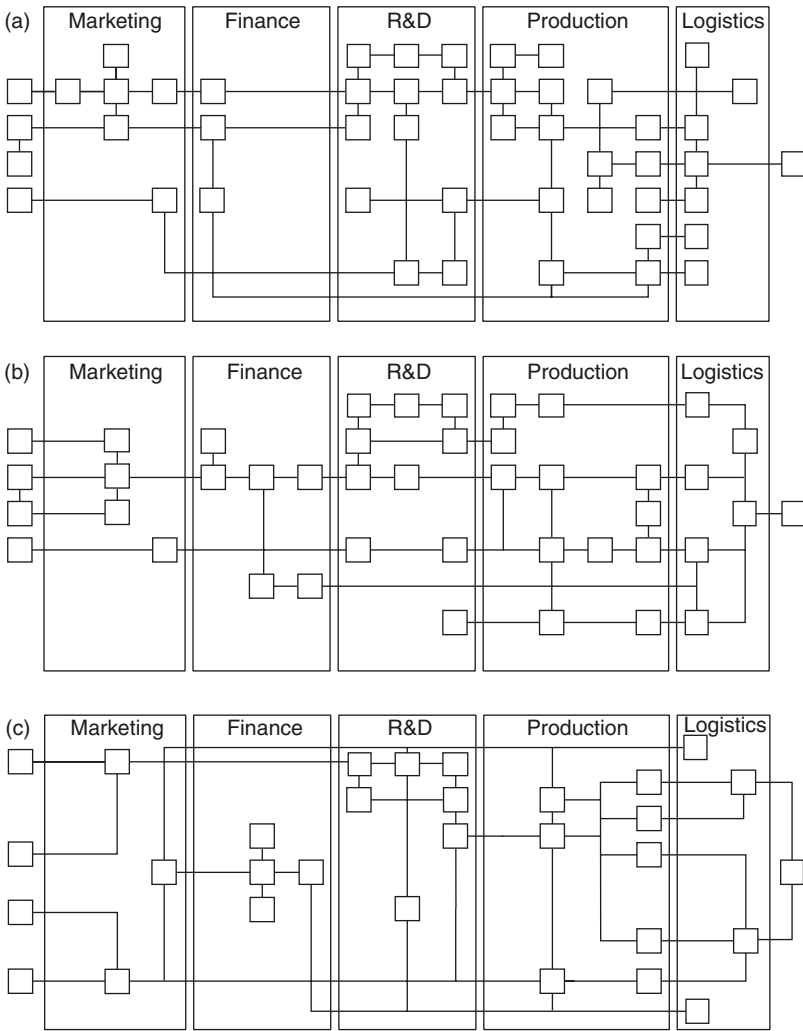 (a) Marketing Finance R&D Production Logistics
(b) Marketing Finance R&D Production Logistics
(c) Marketing Finance R&D Production Logistics